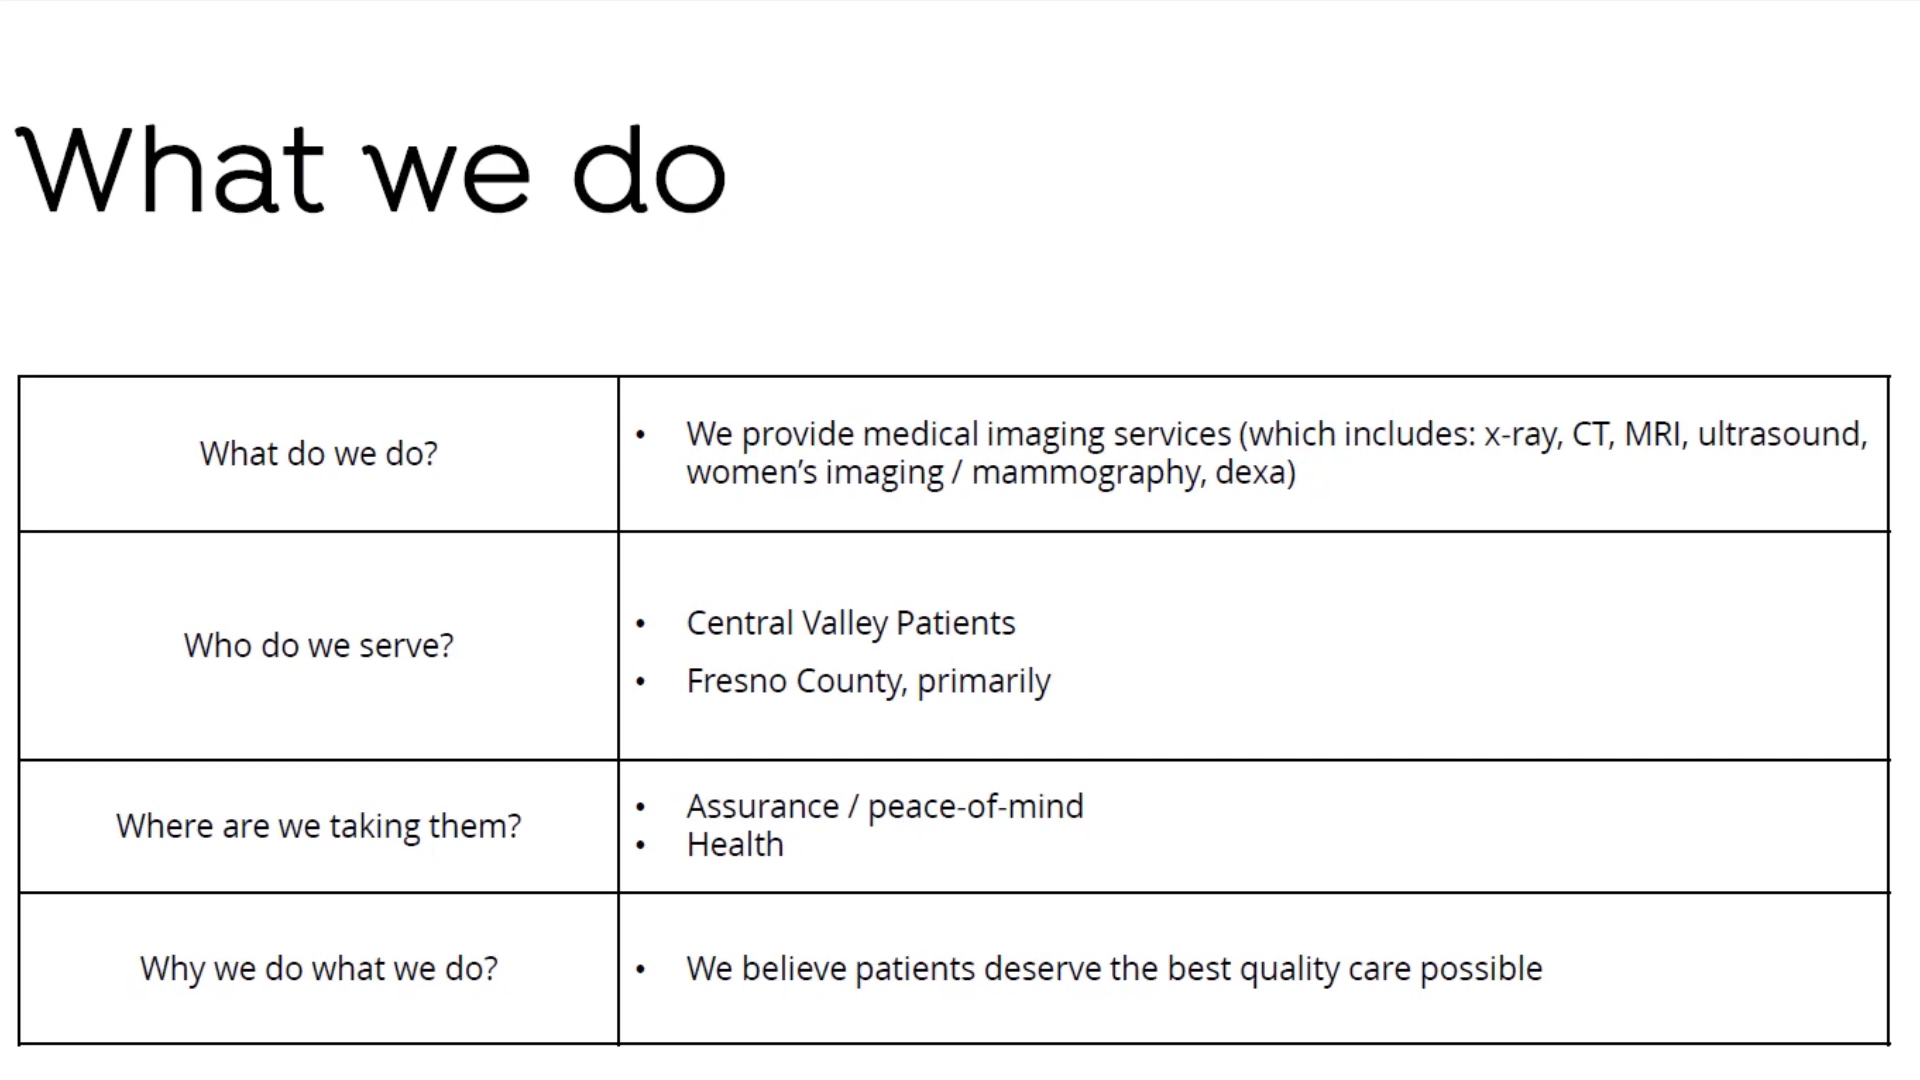 What we do
What do we do?
• We provide medical imaging services (which includes: x-ray, CT, MRI, ultrasound,
women’s imaging / mammography, dexa)
Who do we serve?
• Central Valley Patients
• Fresno County, primarily
Where are we taking them?
• Assurance / peace-of-mind
• Health
Why we do what we do?
• We believe patients deserve the best quality care possible